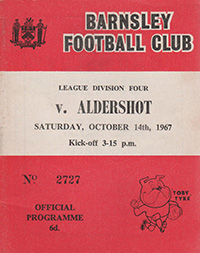 BARNSLEY
FOOTBALL CLUB
LEAGUE DIVISION FOUR
v. ALDERSHOT
SATURDAY, OCTOBER 14th, 1967
Kick-off 3-15 p.m.
No 2727
OFFICIAL
PROGRAMME
6d.
TOBY
TYKE